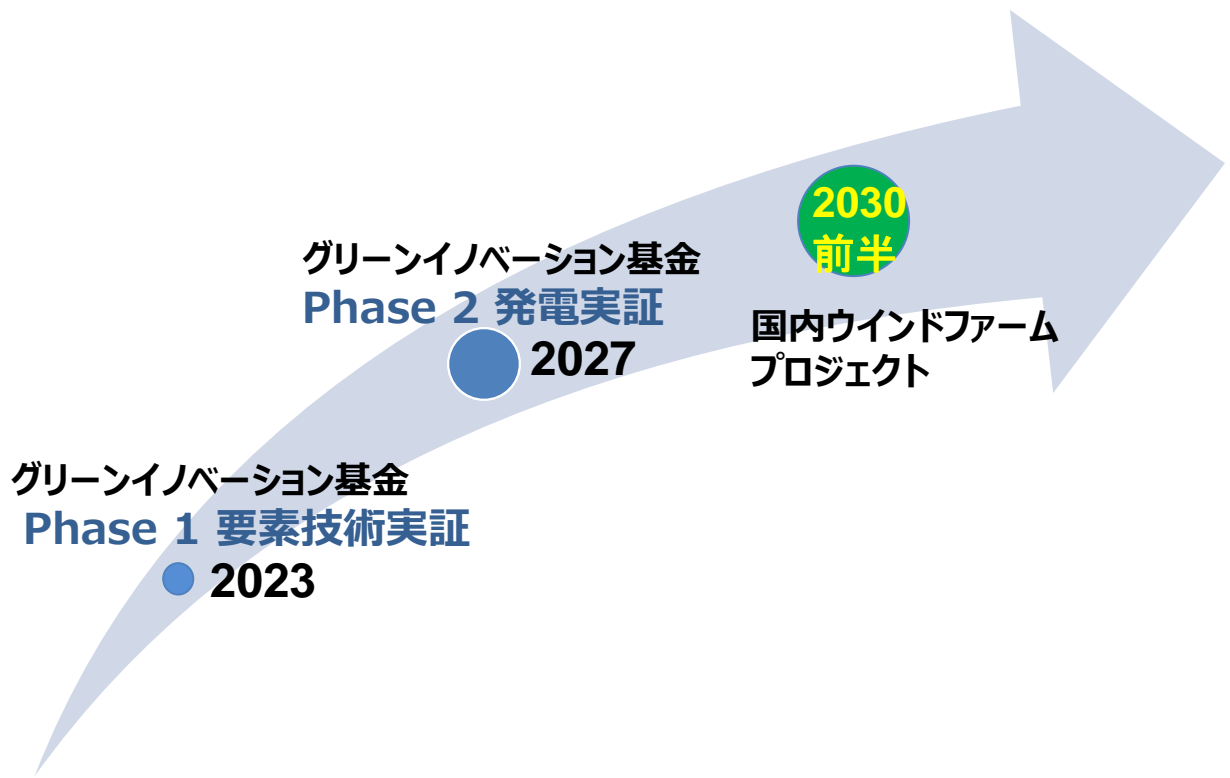 2030
前半
グリーンイノベーション基金
Phase 2 発電実証
2027
国内ウインドファーム
プロジェクト
グリーンイノベーション基金
Phase 1 要素技術実証
2023